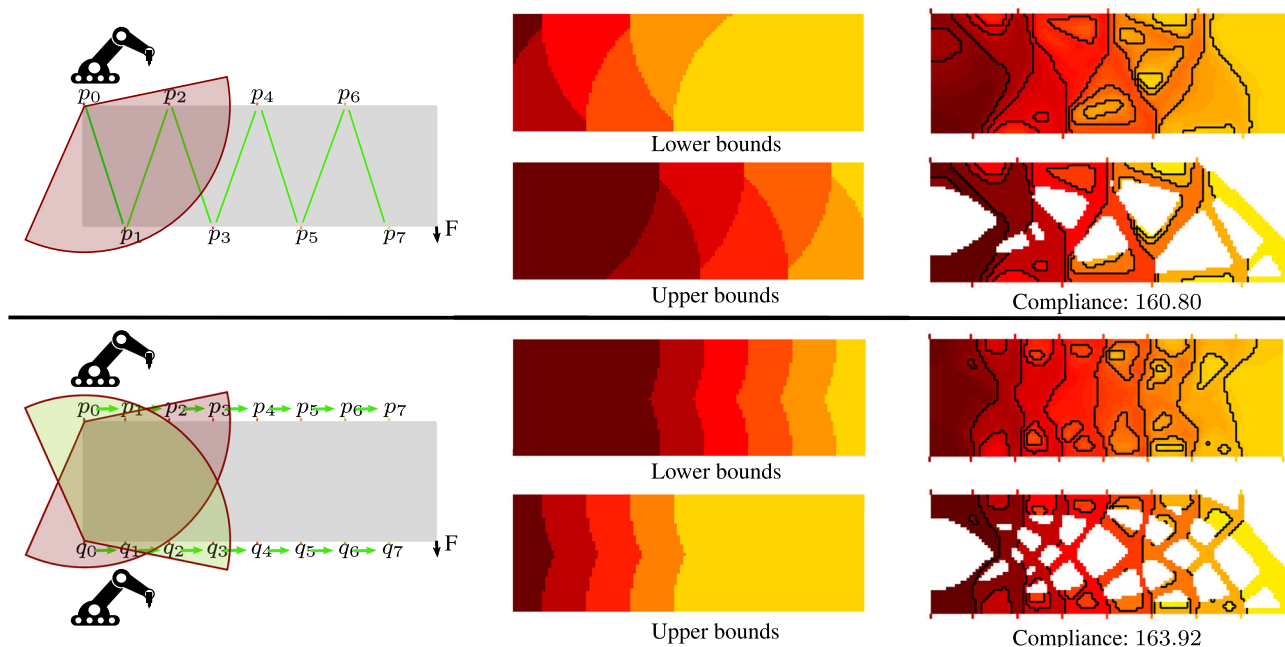 p0 p2 p4 p6
p1 p3 p5 p7
F
Lower bounds
Upper bounds
Compliance: 160.80
p0 p1 p2 p3 p4 p5 p6 p7
q0 q1 q2 q3 q4 q5 q6 q7
F
Lower bounds
Upper bounds
Compliance: 163.92